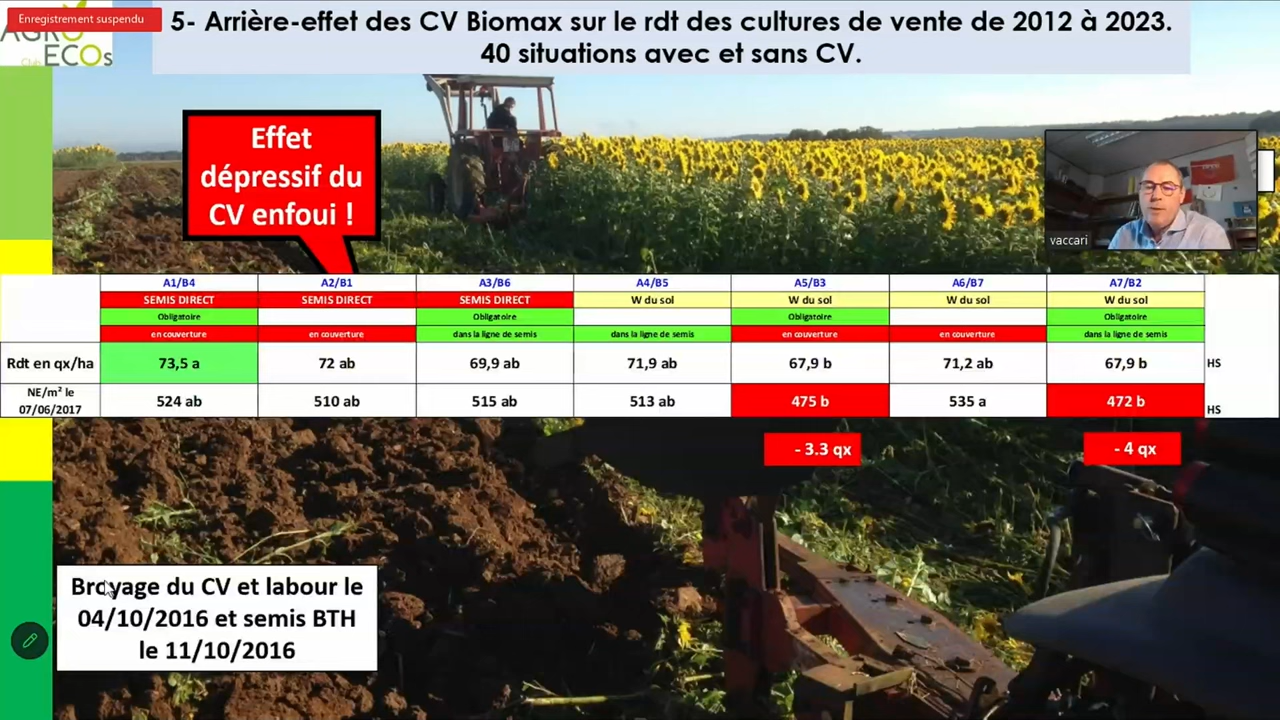 Enregistrement suspendu
AGRO
Club ECOs
5- Arrière-effet des CV Biomax sur le rdt des cultures de vente de 2012 à 2023.
40 situations avec et sans CV.
Effet
dépressif du
CV enfoui !
vaccari
A1/B4 A2/B1 A3/B6 A4/B5 A5/B3 A6/B7 A7/B2
SEMIS DIRECT SEMIS DIRECT SEMIS DIRECT W du sol W du sol W du sol W du sol
Obligatoire Obligatoire Obligatoire Obligatoire
en couverture en couverture dans la ligne de semis dans la ligne de semis en couverture en couverture dans la ligne de semis
Rdt en qx/ha 73,5 a 72 ab 69,9 ab 71,9 ab 67,9 b 71,2 ab 67,9 b HS
NE/m² le
07/06/2017 524 ab 510 ab 515 ab 513 ab 475 b 535 a 472 b HS
- 3.3 qx - 4 qx
Broyage du CV et labour le
04/10/2016 et semis BTH
le 11/10/2016